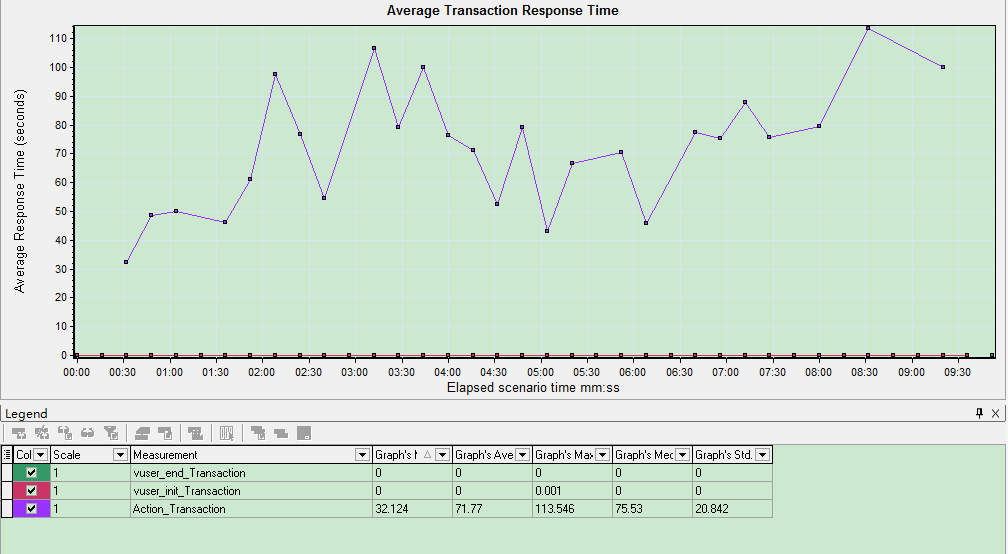 Average Transaction Response Time
Average Response Time (seconds)
110
100
90
80
70
60
50
40
30
20
10
0
00:00 00:30 01:00 01:30 02:00 02:30 03:00 03:30 04:00 04:30 05:00 05:30 06:00 06:30 07:00 07:30 08:00 08:30 09:00 09:30
Elapsed scenario time mm:ss
Legend
Col Scale Measurement Graph's M Graph's Ave Graph's Max Graph's Med Graph's Std.
1 vuser_end_Transaction 0 0 0 0 0
1 vuser_init_Transaction 0 0 0.001 0 0
1 Action_Transaction 32.124 71.77 113.546 75.53 20.842